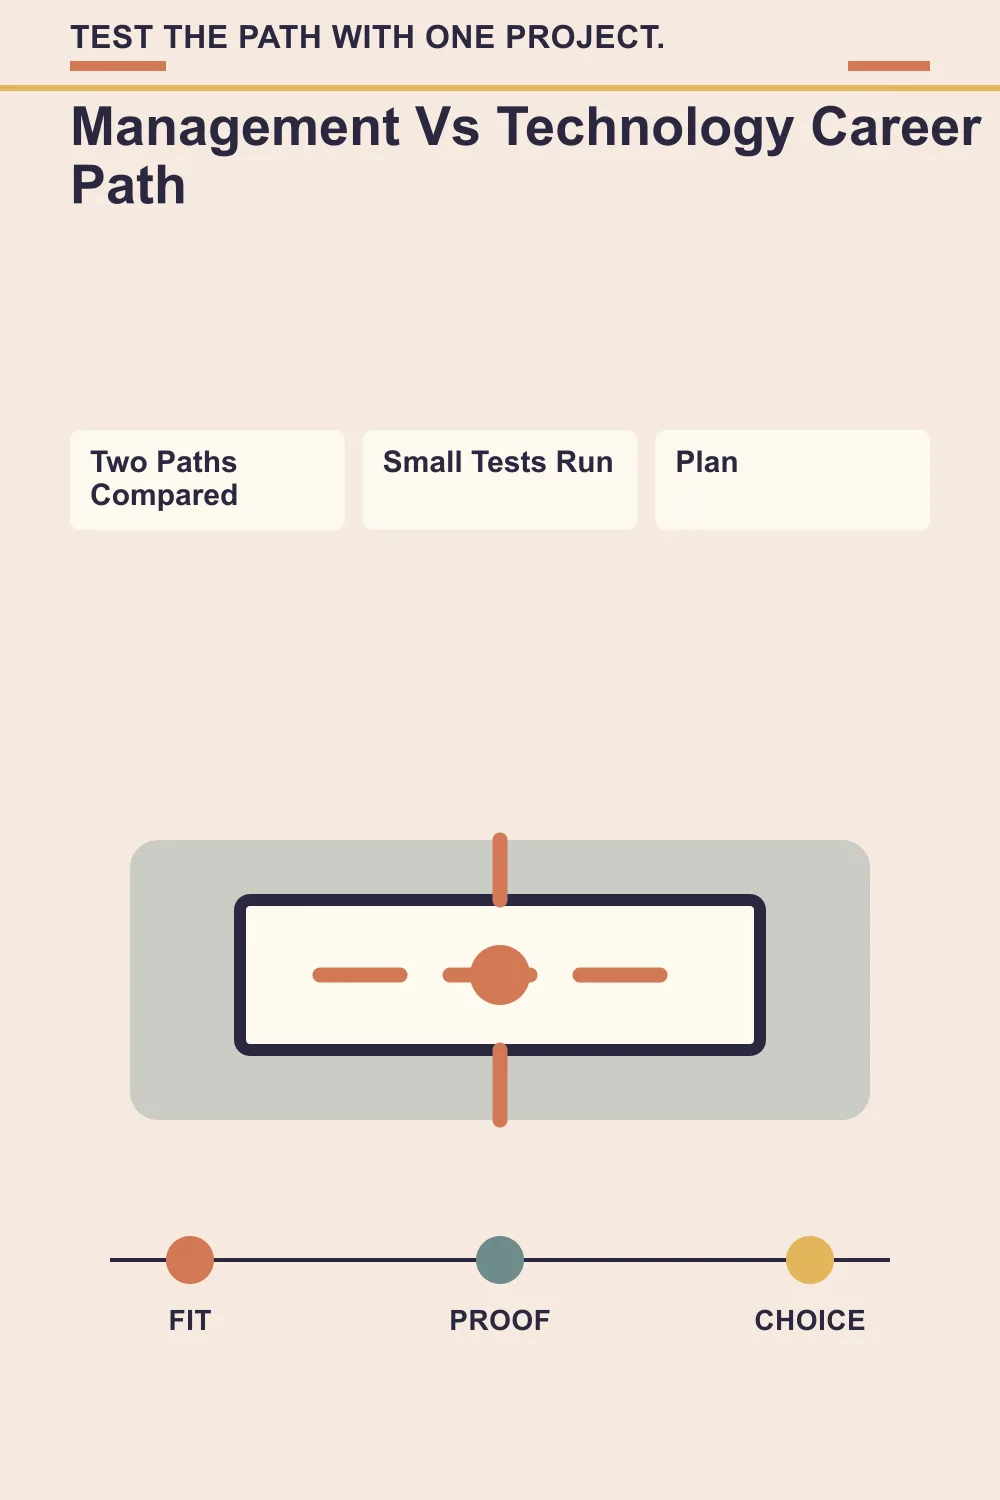 TEST THE PATH WITH ONE PROJECT.
Management Vs Technology Career
Path
Two Paths
Compared
Small Tests Run
Plan
FIT
PROOF
CHOICE